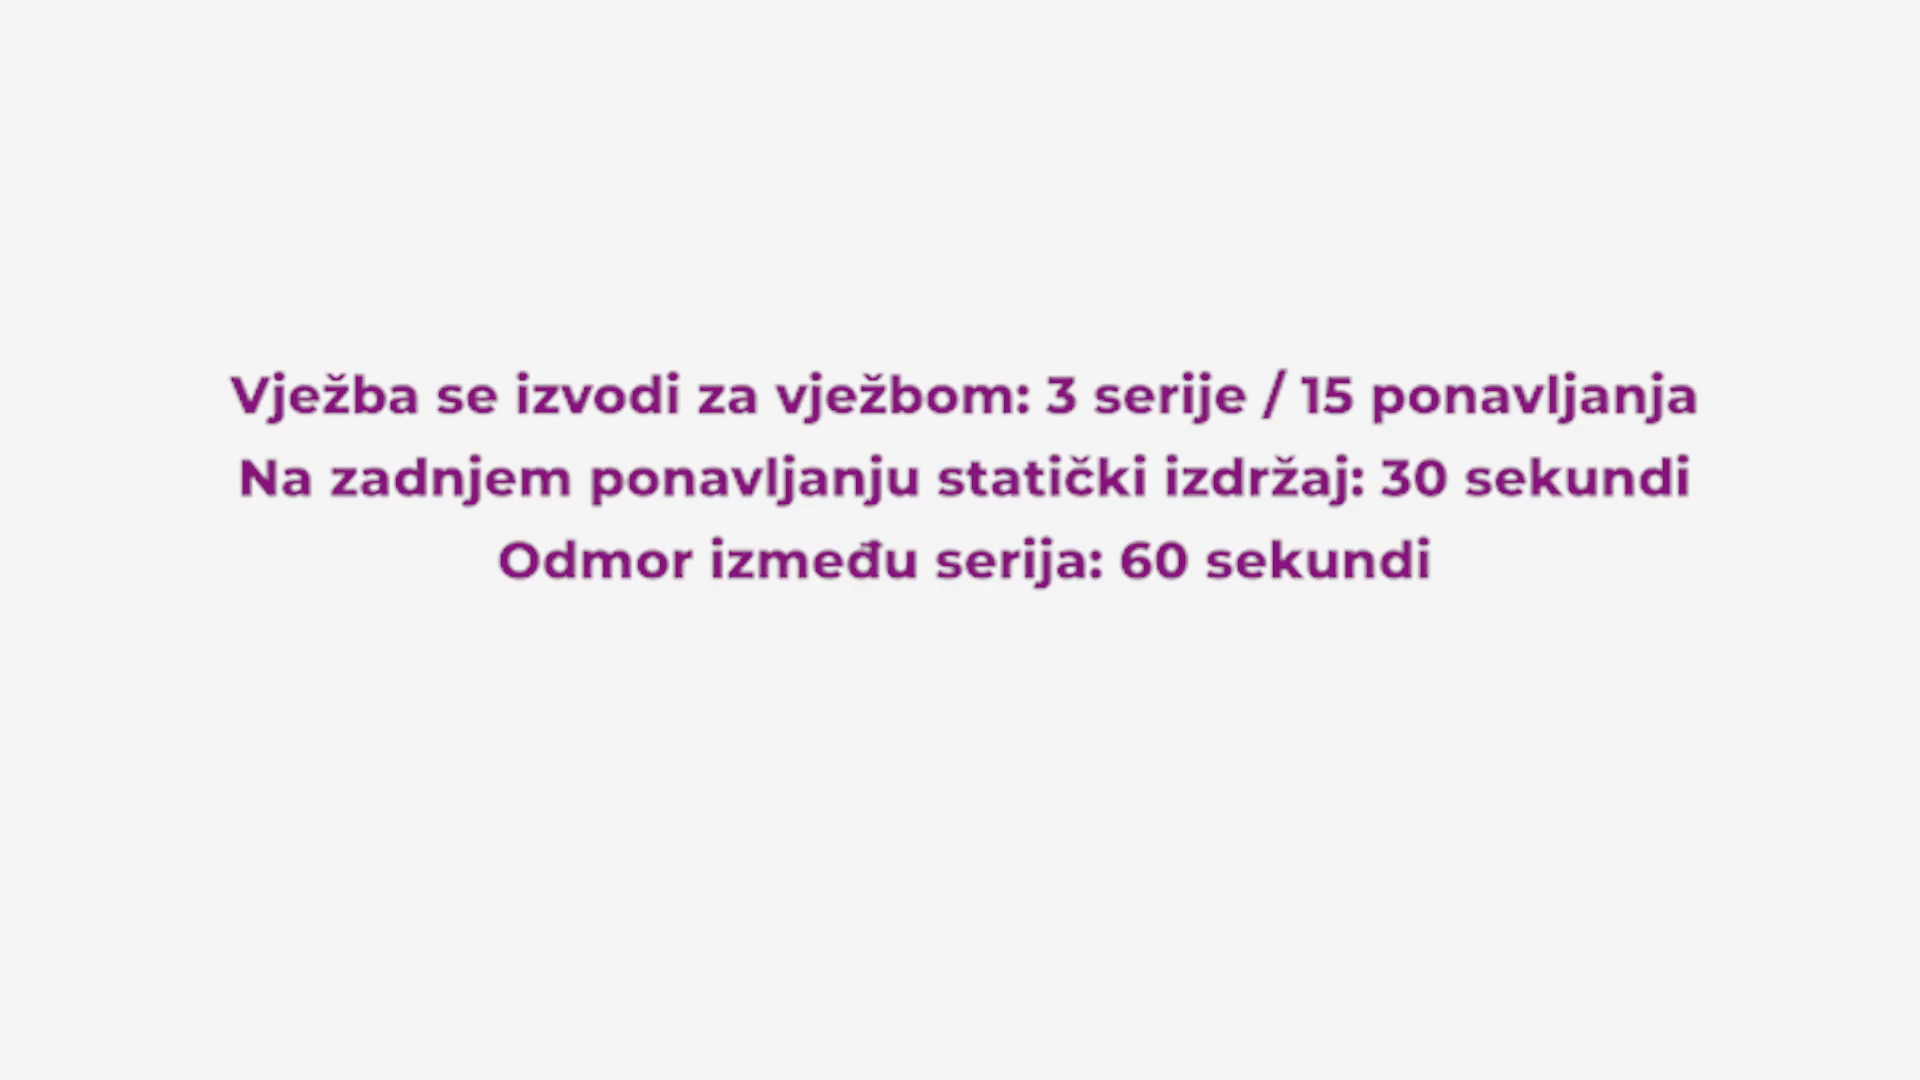 Vježba se izvodi za vježbom: 3 serije / 15 ponavljanja
Na zadnjem ponavljanju statički izdržaj: 30 sekundi
Odmor između serija: 60 sekundi